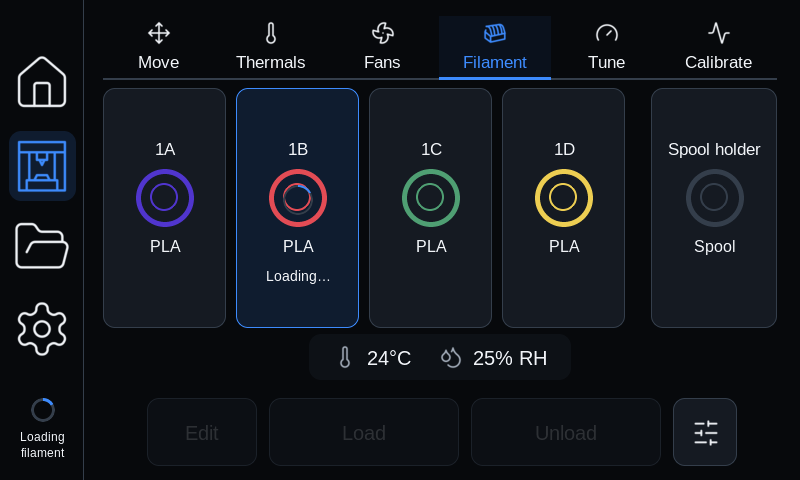 Move
Thermals
Fans
Filament
Tune
Calibrate
1A
PLA
1B
PLA
Loading...
1C
PLA
1D
PLA
Spool holder
Spool
24°C
25% RH
Loading
filament
Edit
Load
Unload